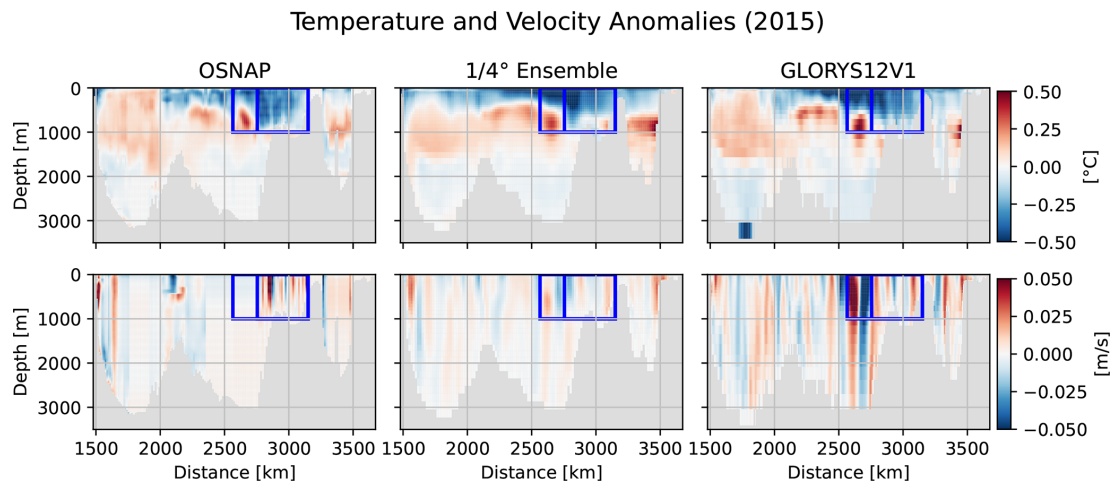 Temperature and Velocity Anomalies (2015)
OSNAP
1/4° Ensemble
GLORYS12V1
Depth [m]
0
1000
2000
3000
0.50
0.25
0.00
−0.25
−0.50
[°C]
Depth [m]
0
1000
2000
3000
0.050
0.025
0.000
−0.025
−0.050
[m/s]
1500 2000 2500 3000 3500
1500 2000 2500 3000 3500
1500 2000 2500 3000 3500
Distance [km]
Distance [km]
Distance [km]